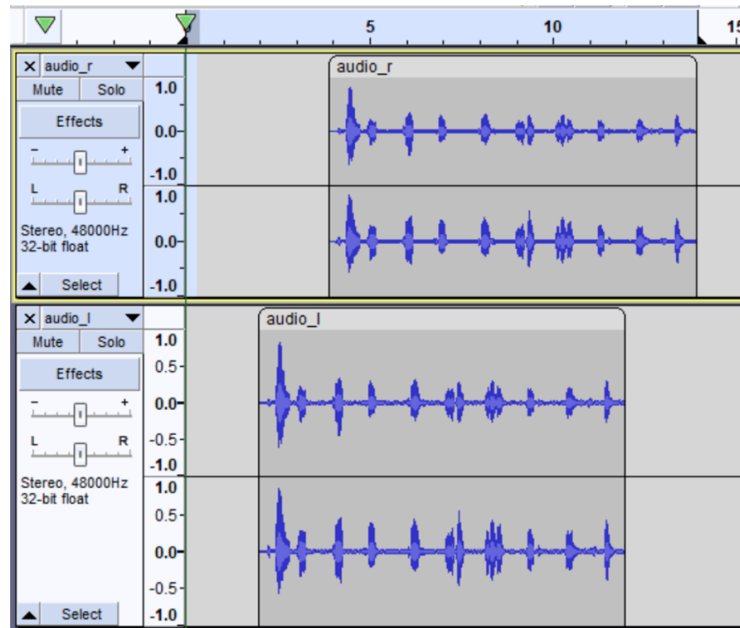 5 10 15
audio_r
Mute Solo
Effects
- +
L R
Stereo, 48000Hz
32-bit float
Select
1.0
0.0-
-1.0
1.0
0.0-
-1.0
audio_r
audio_l
Mute Solo
Effects
- +
L R
Stereo, 48000Hz
32-bit float
Select
1.0
0.5-
0.0-
-0.5-
-1.0
1.0
0.5-
0.0-
-0.5-
-1.0
audio_l